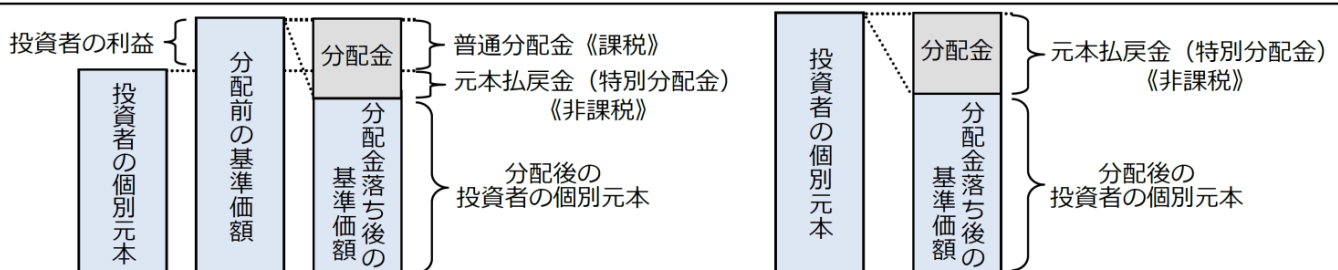 投資者の利益
投資者の個別元本
分配前の基準価額
分配金
分配金落ち後の
基準価額
普通分配金《課税》
元本払戻金（特別分配金）
《非課税》
分配後の
投資者の個別元本
投資者の個別元本
分配金
分配金落ち後の
基準価額
元本払戻金（特別分配金）
《非課税》
分配後の
投資者の個別元本